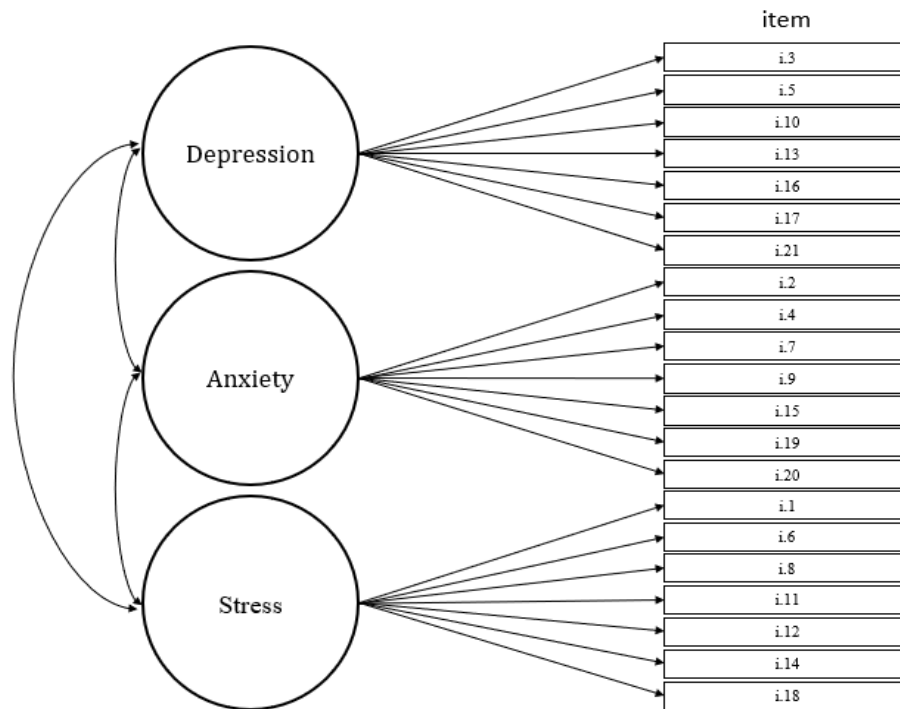 item
Depression
i.3
i.5
i.10
i.13
i.16
i.17
i.21
Anxiety
i.2
i.4
i.7
i.9
i.15
i.19
i.20
Stress
i.1
i.6
i.8
i.11
i.12
i.14
i.18